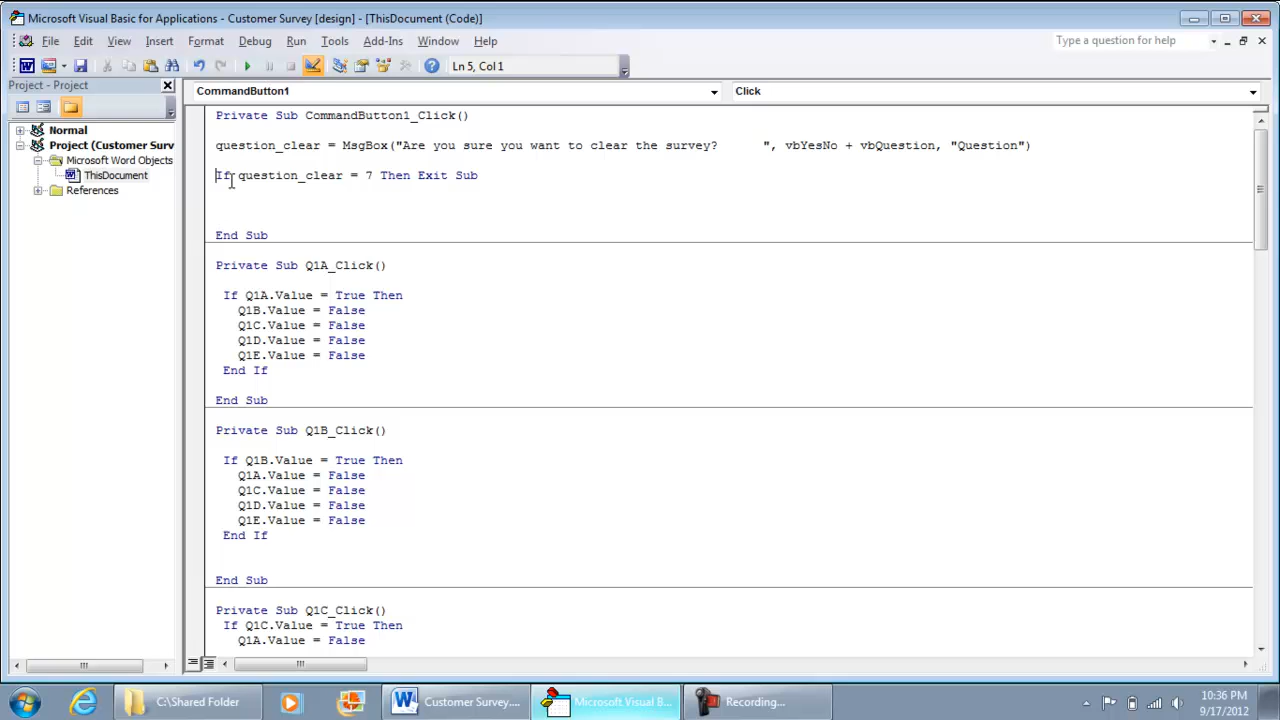 Microsoft Visual Basic for Applications - Customer Survey [design] - [ThisDocument (Code)]
File Edit View Insert Format Debug Run Tools Add-Ins Window Help
Type a question for help
Ln 5, Col 1
Project - Project
CommandButton1
Click
Normal
Project (Customer Surv
Microsoft Word Objects
ThisDocument
References
Private Sub CommandButton1_Click()
question_clear = MsgBox("Are you sure you want to clear the survey?      ", vbYesNo + vbQuestion, "Question")
If question_clear = 7 Then Exit Sub
End Sub
Private Sub Q1A_Click()
If Q1A.Value = True Then
Q1B.Value = False
Q1C.Value = False
Q1D.Value = False
Q1E.Value = False
End If
End Sub
Private Sub Q1B_Click()
If Q1B.Value = True Then
Q1A.Value = False
Q1C.Value = False
Q1D.Value = False
Q1E.Value = False
End If
End Sub
Private Sub Q1C_Click()
If Q1C.Value = True Then
Q1A.Value = False
C:\Shared Folder
Customer Survey....
Microsoft Visual B...
Recording...
10:36 PM
9/17/2012